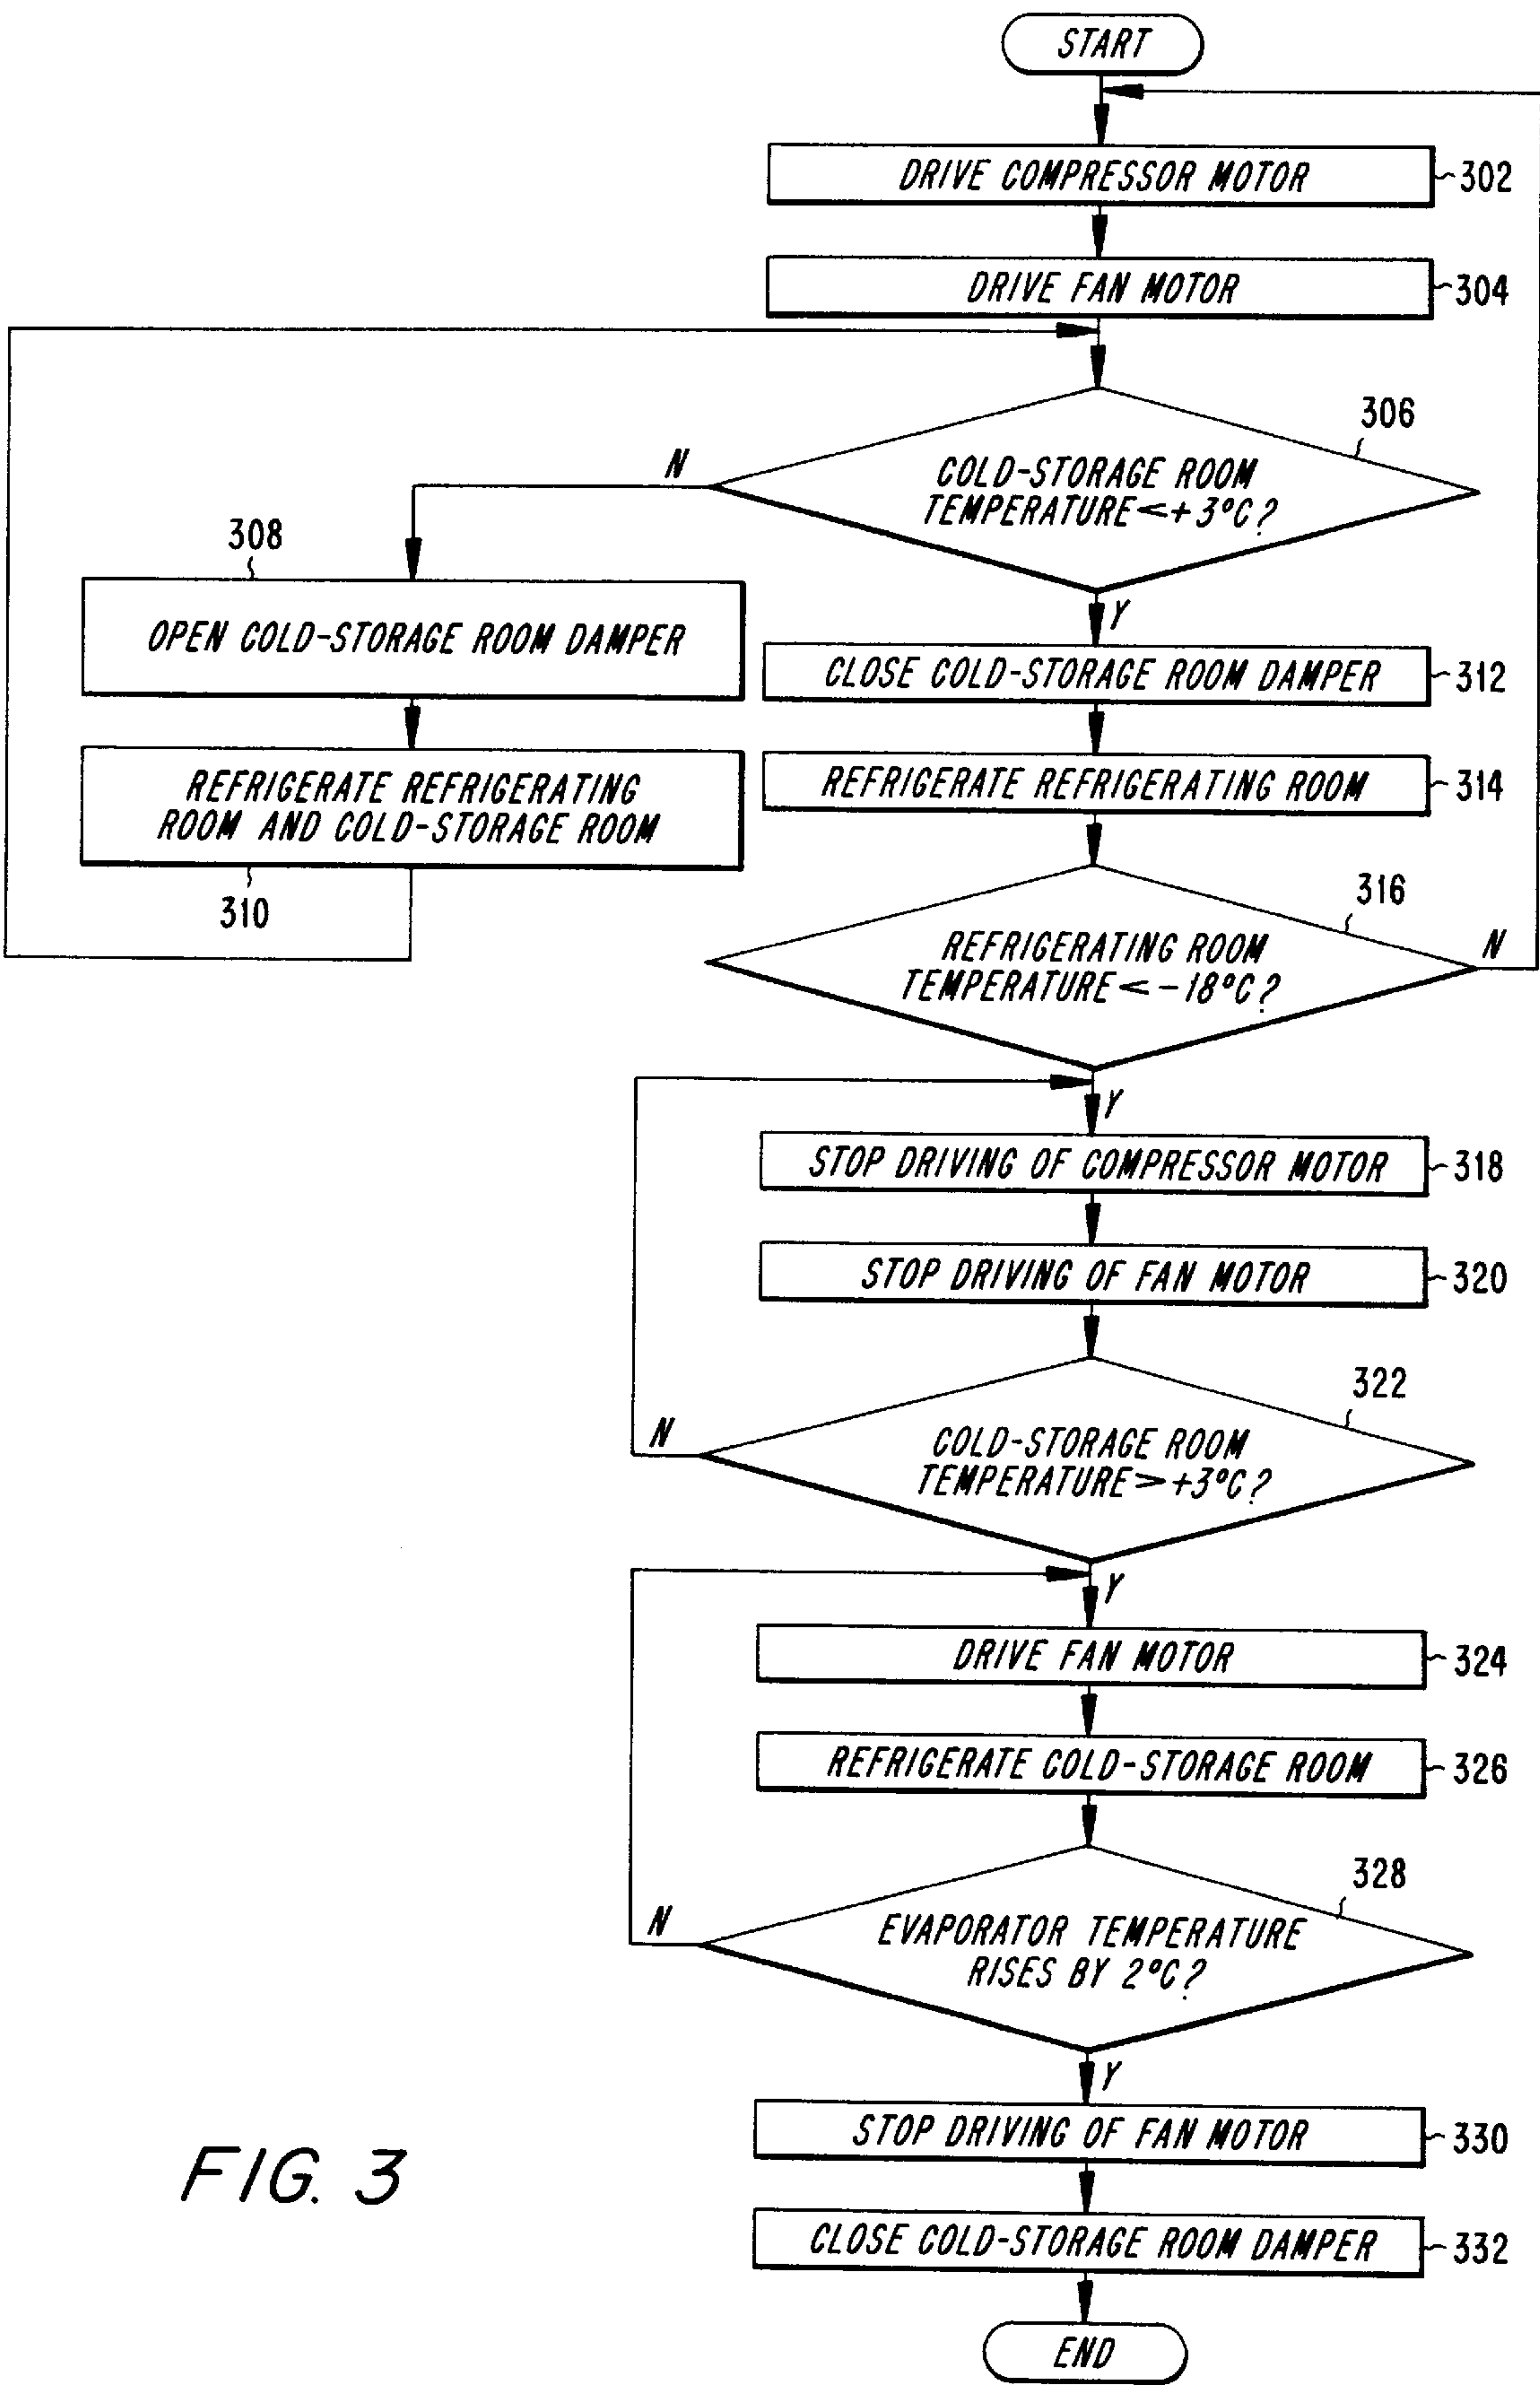 START
DRIVE COMPRESSOR MOTOR
302
DRIVE FAN MOTOR
304
306
COLD-STORAGE ROOM
TEMPERATURE<+3°C?
N
Y
308
OPEN COLD-STORAGE ROOM DAMPER
REFRIGERATE REFRIGERATING
ROOM AND COLD-STORAGE ROOM
310
CLOSE COLD-STORAGE ROOM DAMPER
312
REFRIGERATE REFRIGERATING ROOM
314
316
REFRIGERATING ROOM
TEMPERATURE<-18°C?
N
Y
STOP DRIVING OF COMPRESSOR MOTOR
318
STOP DRIVING OF FAN MOTOR
320
322
COLD-STORAGE ROOM
TEMPERATURE>+3°C?
N
Y
DRIVE FAN MOTOR
324
REFRIGERATE COLD-STORAGE ROOM
326
328
EVAPORATOR TEMPERATURE
RISES BY 2°C?
N
Y
STOP DRIVING OF FAN MOTOR
330
CLOSE COLD-STORAGE ROOM DAMPER
332
END
FIG. 3